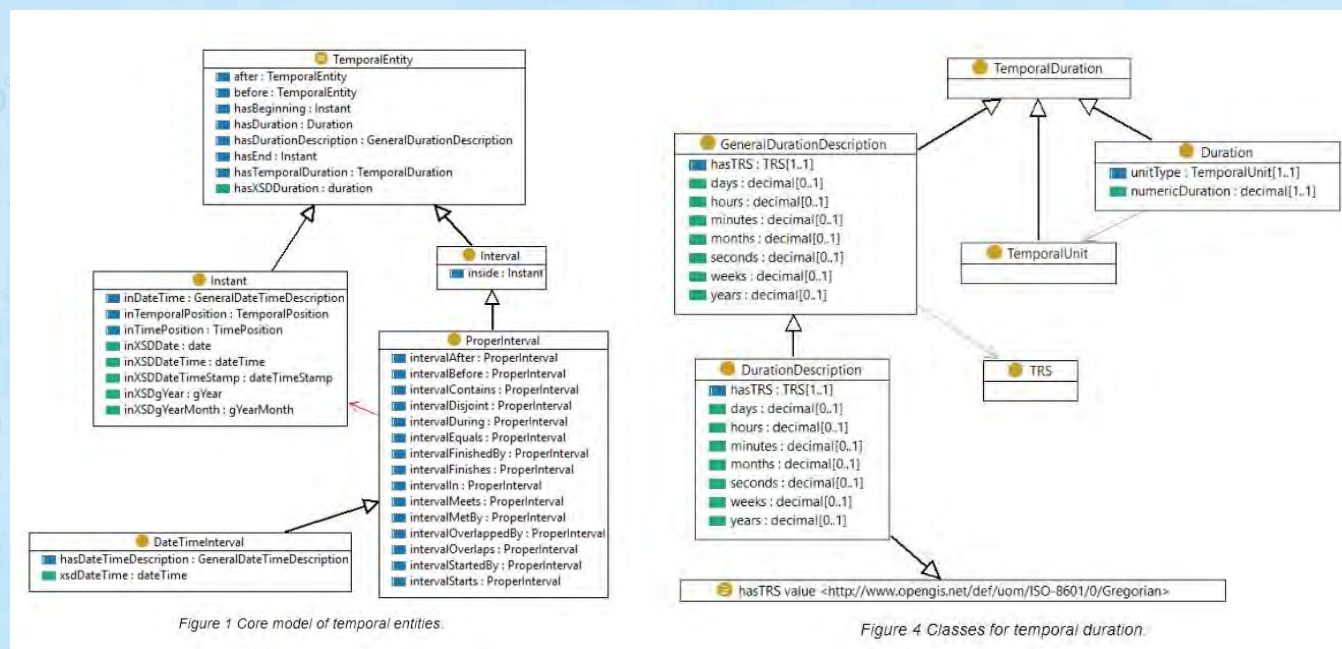 TemporalEntity
after : TemporalEntity
before : TemporalEntity
hasBeginning : Instant
hasDuration : Duration
hasDurationDescription : GeneralDurationDescription
hasEnd : Instant
hasTemporalDuration : TemporalDuration
hasXSDDuration : duration
Interval
inside : Instant
Instant
inDateTime : GeneralDateTimeDescription
inTemporalPosition : TemporalPosition
inTimePosition : TimePosition
inXSDDate : date
inXSDDateTime : dateTime
inXSDDateTimeStamp : dateTimeStamp
inXSDgYear : gYear
inXSDgYearMonth : gYearMonth
ProperInterval
intervalAfter : ProperInterval
intervalBefore : ProperInterval
intervalContains : ProperInterval
intervalDisjoint : ProperInterval
intervalDuring : ProperInterval
intervalEquals : ProperInterval
intervalFinishedBy : ProperInterval
intervalFinishes : ProperInterval
intervalIn : ProperInterval
intervalMeets : ProperInterval
intervalMetBy : ProperInterval
intervalOverlappedBy : ProperInterval
intervalOverlaps : ProperInterval
intervalStartedBy : ProperInterval
intervalStarts : ProperInterval
DateTimeInterval
hasDateTimeDescription : GeneralDateTimeDescription
xsdDateTime : dateTime
Figure 1 Core model of temporal entities.
TemporalDuration
GeneralDurationDescription
hasTRS : TRS[1..1]
days : decimal[0..1]
hours : decimal[0..1]
minutes : decimal[0..1]
months : decimal[0..1]
seconds : decimal[0..1]
weeks : decimal[0..1]
years : decimal[0..1]
Duration
unitType : TemporalUnit[1..1]
numericDuration : decimal[1..1]
TemporalUnit
DurationDescription
hasTRS : TRS[1..1]
days : decimal[0..1]
hours : decimal[0..1]
minutes : decimal[0..1]
months : decimal[0..1]
seconds : decimal[0..1]
weeks : decimal[0..1]
years : decimal[0..1]
TRS
hasTRS value <http://www.opengis.net/def/uom/ISO-8601/0/Gregorian>
Figure 4 Classes for temporal duration.